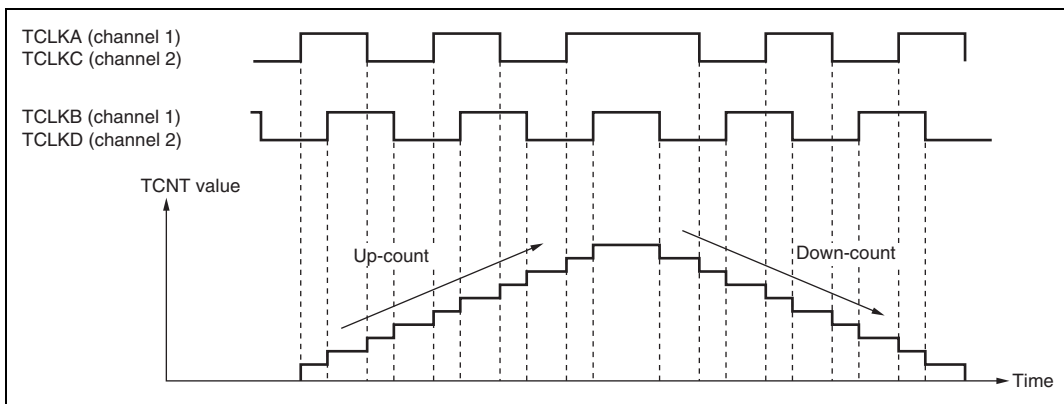 TCLKA (channel 1)
TCLKC (channel 2)
TCLKB (channel 1)
TCLKD (channel 2)
TCNT value
Up-count
Down-count
Time